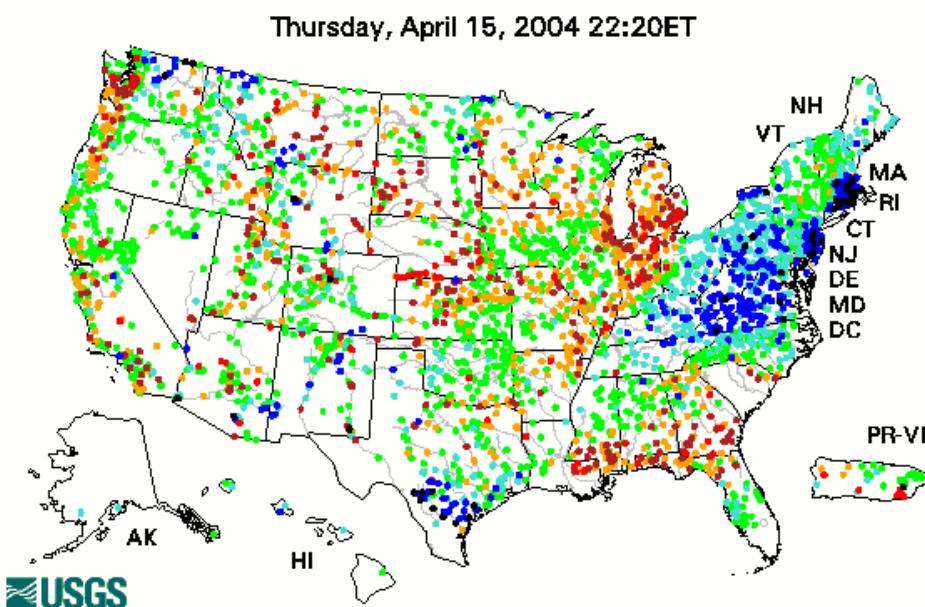 Thursday, April 15, 2004 22:20ET
NH
VT
MA
RI
CT
NJ
DE
MD
DC
PR-VI
AK
HI
USGS